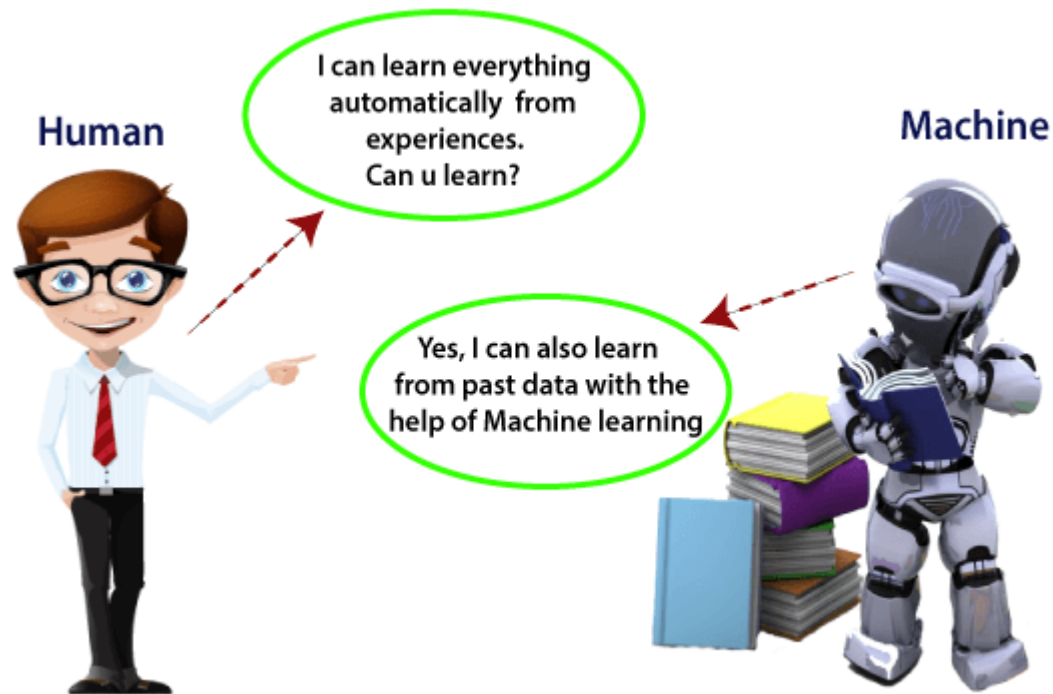 Human
I can learn everything
automatically from
experiences.
Can u learn?
Machine
Yes, I can also learn
from past data with the
help of Machine learning